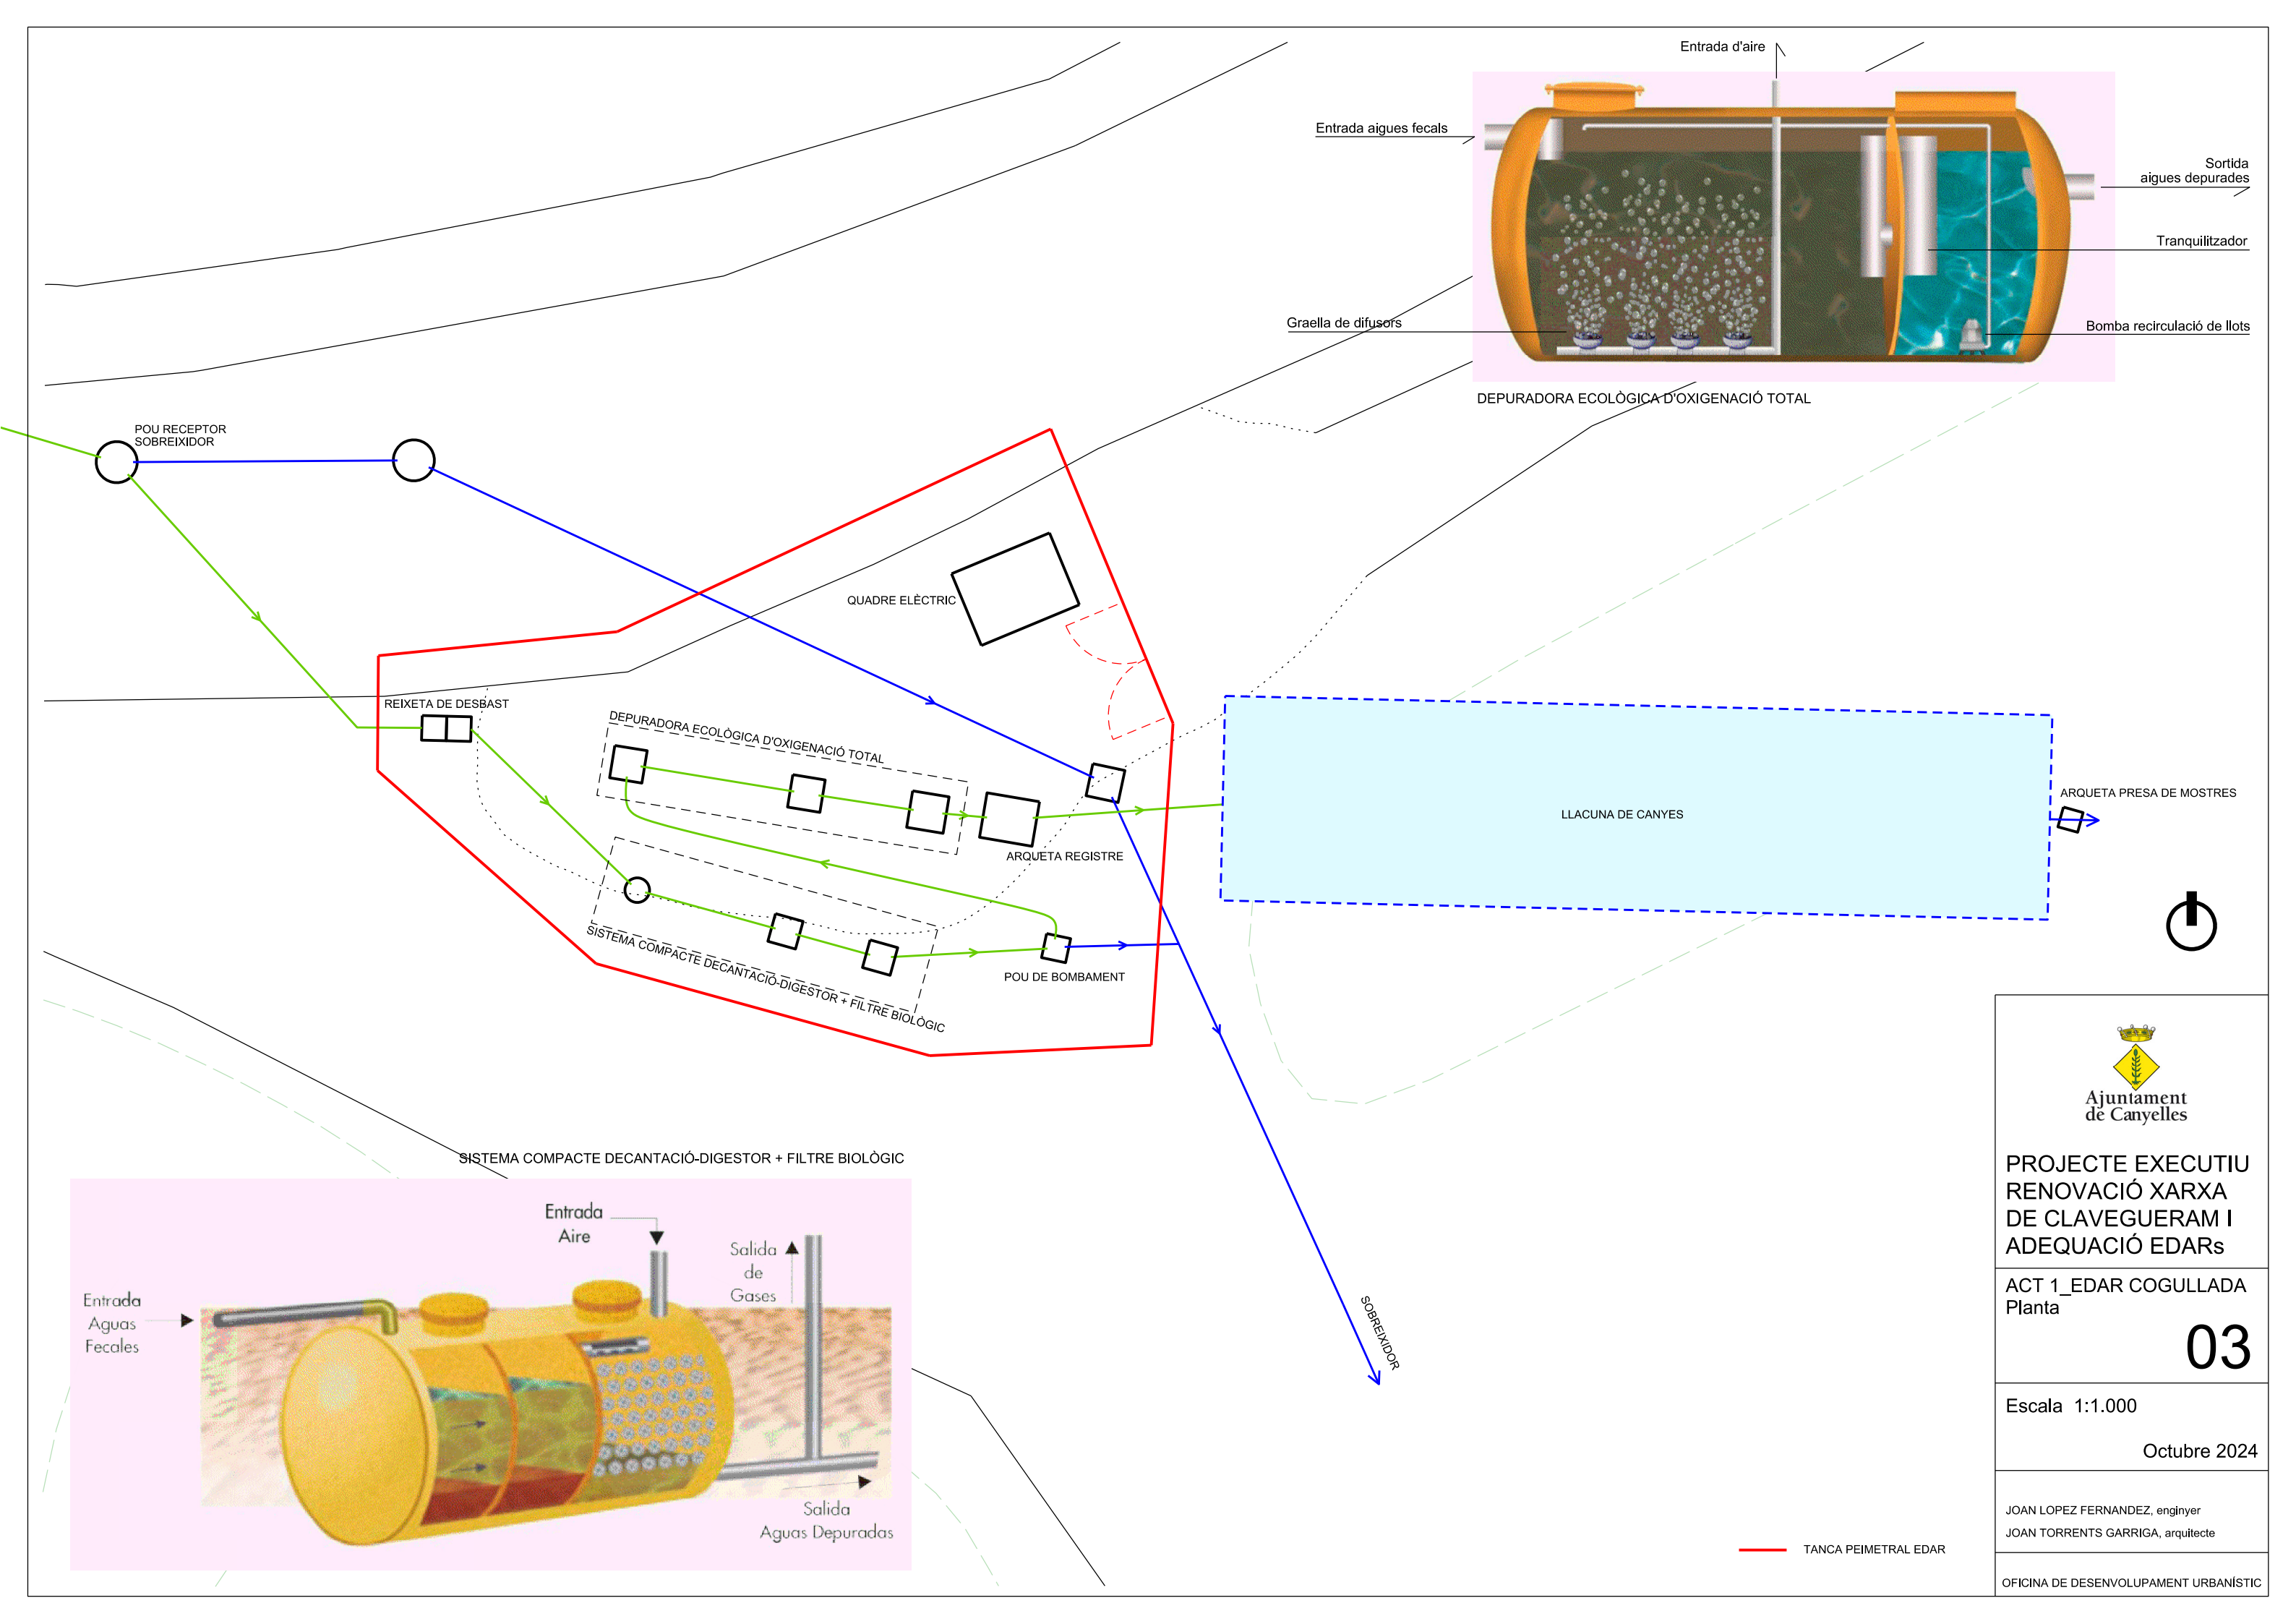 Entrada d'aire
Entrada aigues fecals
Sortida
aigues depurades
Tranquilitzador
Graella de difusors
Bomba recirculació de llots
DEPURADORA ECOLÒGICA D'OXIGENACIÓ TOTAL
POU RECEPTOR
SOBREIXIDOR
QUADRE ELÈCTRIC
REIXETA DE DESBAST
DEPURADORA ECOLÒGICA D'OXIGENACIÓ TOTAL
ARQUETA PRESA DE MOSTRES
LLACUNA DE CANYES
ARQUETA REGISTRE
SISTEMA COMPACTE DECANTACIÓ-DIGESTOR + FILTRE BIOLÒGIC
POU DE BOMBAMENT
SOBREIXIDOR
SISTEMA COMPACTE DECANTACIÓ-DIGESTOR + FILTRE BIOLÒGIC
Entrada
Aire
Salida
de
Gases
Entrada
Aguas
Fecales
Salida
Aguas Depuradas
TANCA PEIMETRAL EDAR
Ajuntament
de Canyelles
PROJECTE EXECUTIU
RENOVACIÓ XARXA
DE CLAVEGUERAM I
ADEQUACIÓ EDARs
ACT 1_EDAR COGULLADA
Planta
03
Escala 1:1.000
Octubre 2024
JOAN LOPEZ FERNANDEZ, enginyer
JOAN TORRENTS GARRIGA, arquitecte
OFICINA DE DESENVOLUPAMENT URBANÍSTIC